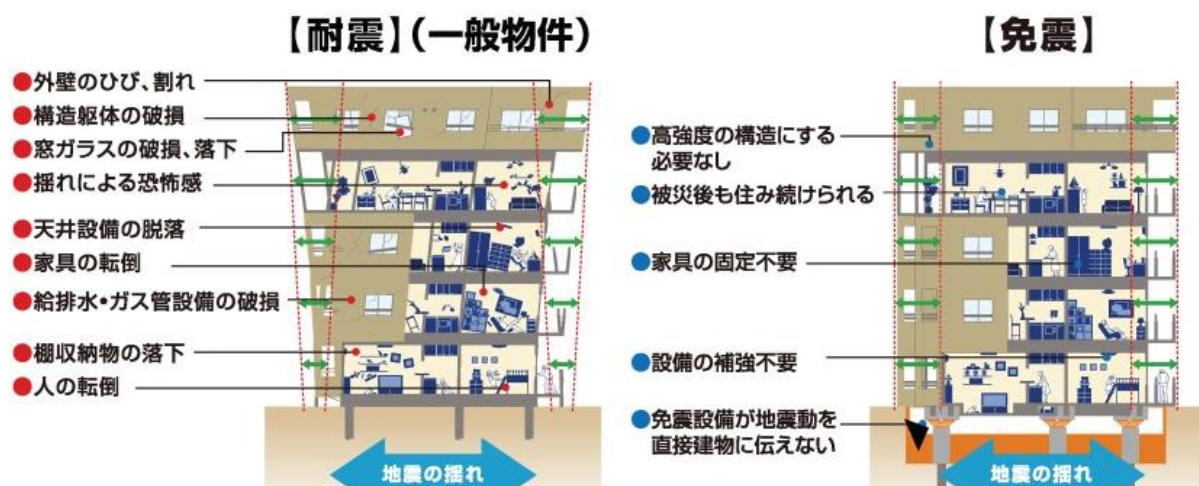 【耐震】(一般物件)
●外壁のひび、割れ
●構造躯体の破損
●窓ガラスの破損、落下
●揺れによる恐怖感
●天井設備の脱落
●家具の転倒
●給排水・ガス管設備の破損
●棚収納物の落下
●人の転倒
地震の揺れ
【免震】
●高強度の構造にする
必要なし
●被災後も住み続けられる
●家具の固定不要
●設備の補強不要
●免震設備が地震動を
直接建物に伝えない
地震の揺れ